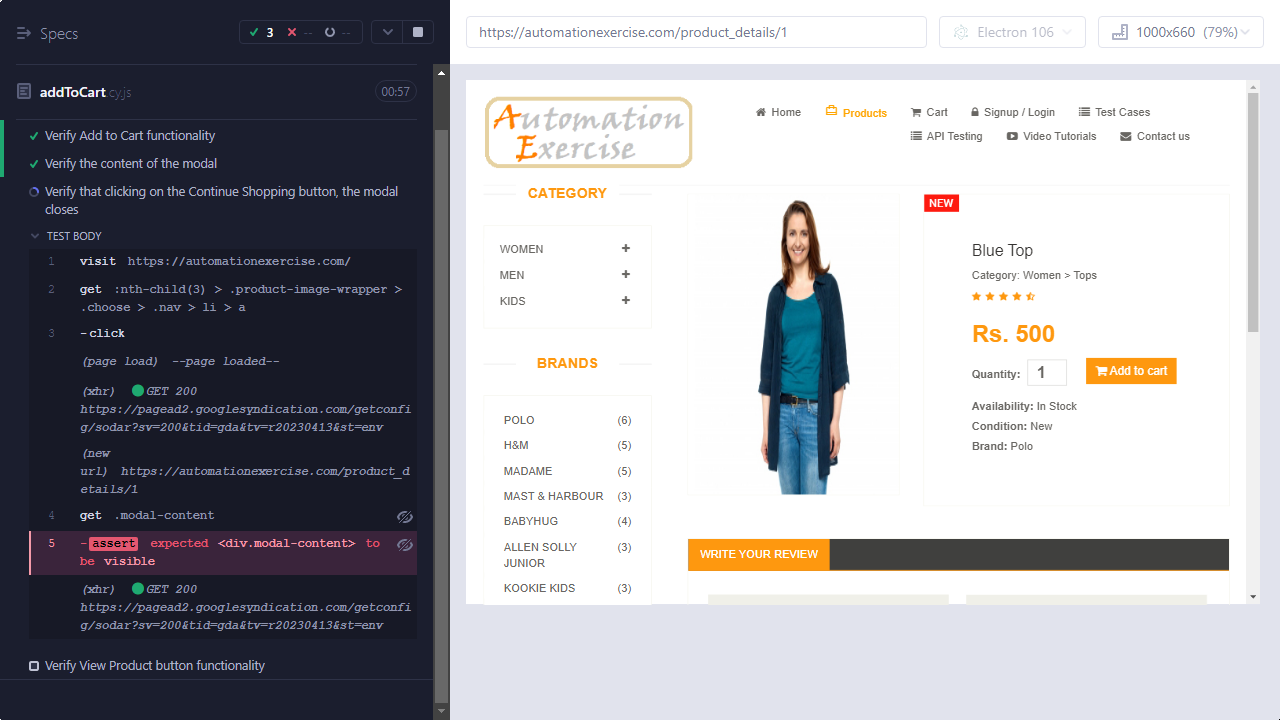 Specs
3
--
--
addToCart.cy.js
00:57
Verify Add to Cart functionality
Verify the content of the modal
Verify that clicking on the Continue Shopping button, the modal
closes
TEST BODY
1 visit https://automationexercise.com/
2 get :nth-child(3) > .product-image-wrapper >
.choose > .nav > li > a
3 -click
(page load) --page loaded--
(xhr) GET 200
https://pagead2.googlesyndication.com/getconfi
g/sodar?sv=200&tid=gda&tv=r20230413&st=env
(new
url) https://automationexercise.com/product_d
etails/1
4 get .modal-content
5 -assert expected <div.modal-content> to
be visible
(xhr) GET 200
https://pagead2.googlesyndication.com/getconfi
g/sodar?sv=200&tid=gda&tv=r20230413&st=env
Verify View Product button functionality
https://automationexercise.com/product_details/1
Electron 106
1000x660 (79%)
Automation
Exercise
Home
Products
Cart
Signup / Login
Test Cases
API Testing
Video Tutorials
Contact us
CATEGORY
WOMEN +
MEN +
KIDS +
BRANDS
POLO (6)
H&M (5)
MADAME (5)
MAST & HARBOUR (3)
BABYHUG (4)
ALLEN SOLLY (3)
JUNIOR
KOOKIE KIDS (3)
NEW
Blue Top
Category: Women > Tops
Rs. 500
Quantity: 1 Add to cart
Availability: In Stock
Condition: New
Brand: Polo
WRITE YOUR REVIEW